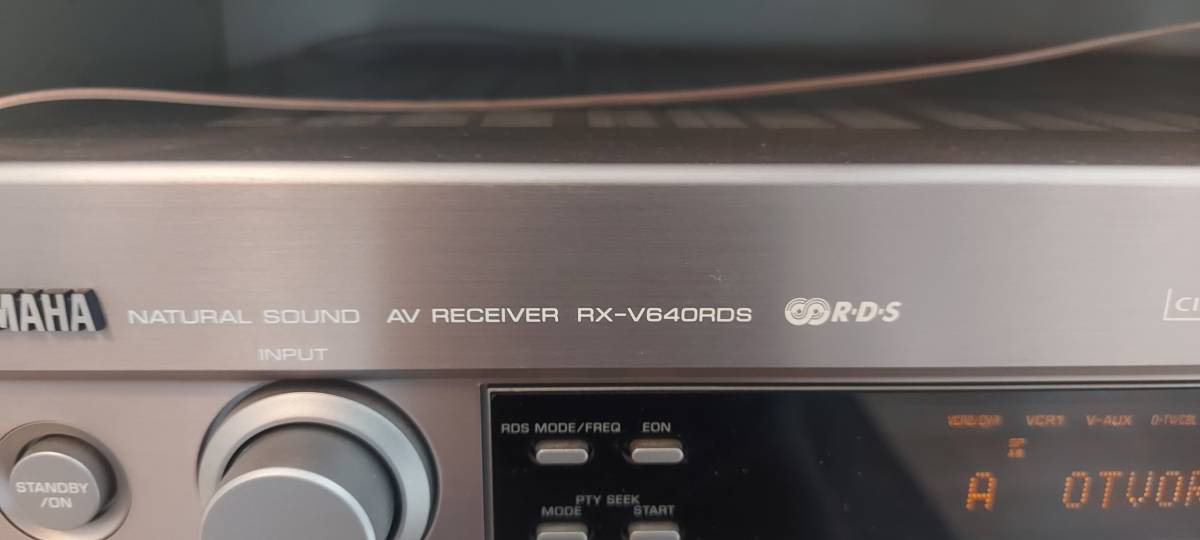 MAHA NATURAL SOUND AV RECEIVER RX-V640RDS R·D·S
INPUT
RDS MODE/FREQ EON
VCR1 V-AUX
STANDBY
/ON
A OTVOR
PTY SEEK
MODE START